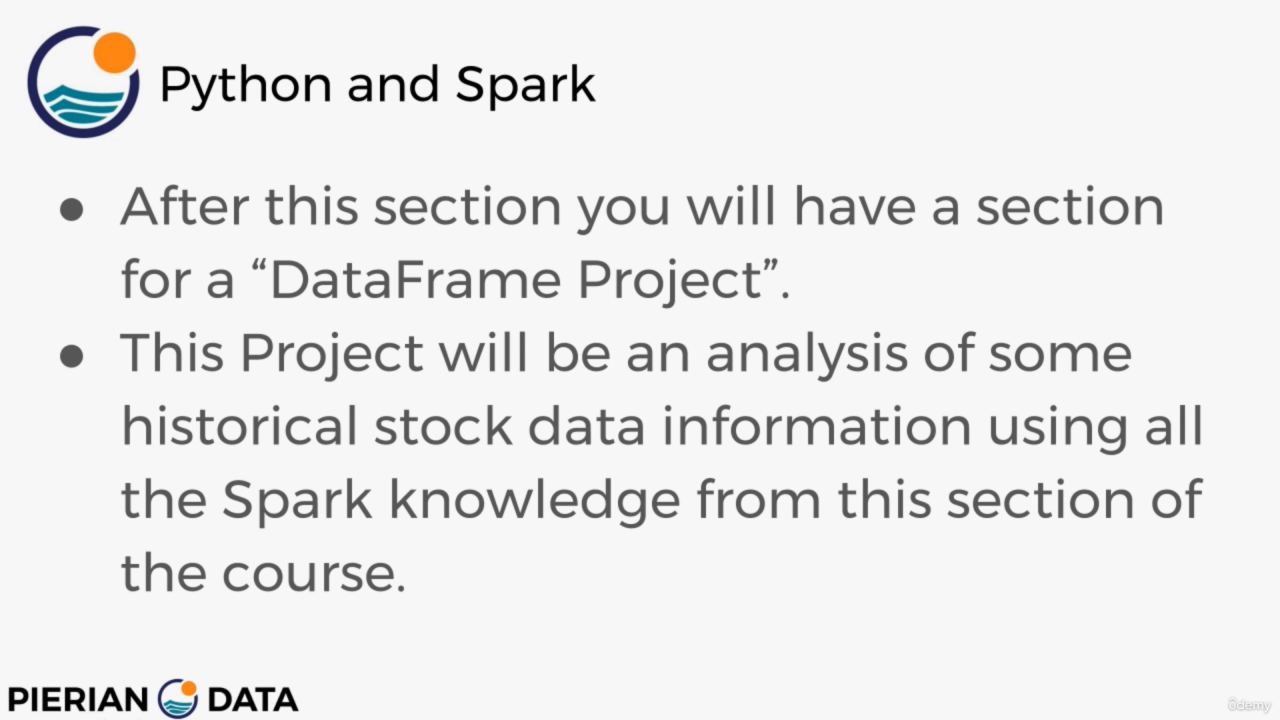 Python and Spark
● After this section you will have a section
for a “DataFrame Project”.
● This Project will be an analysis of some
historical stock data information using all
the Spark knowledge from this section of
the course.
PIERIAN DATA
ûdemy